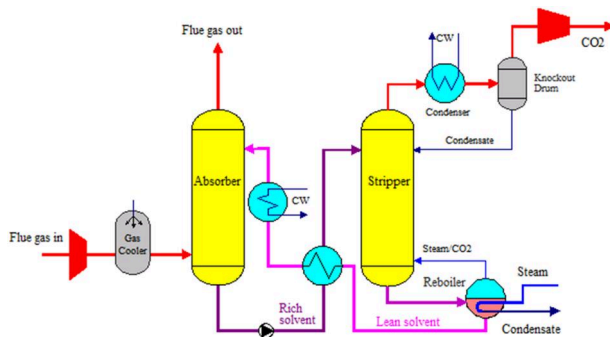 Flue gas out
CW
CO2
Knockout
Drum
Condenser
Condensate
Absorber
Stripper
CW
Flue gas in
Gas
Cooler
Steam/CO2
Reboiler
Steam
Rich
solvent
Lean solvent
Condensate